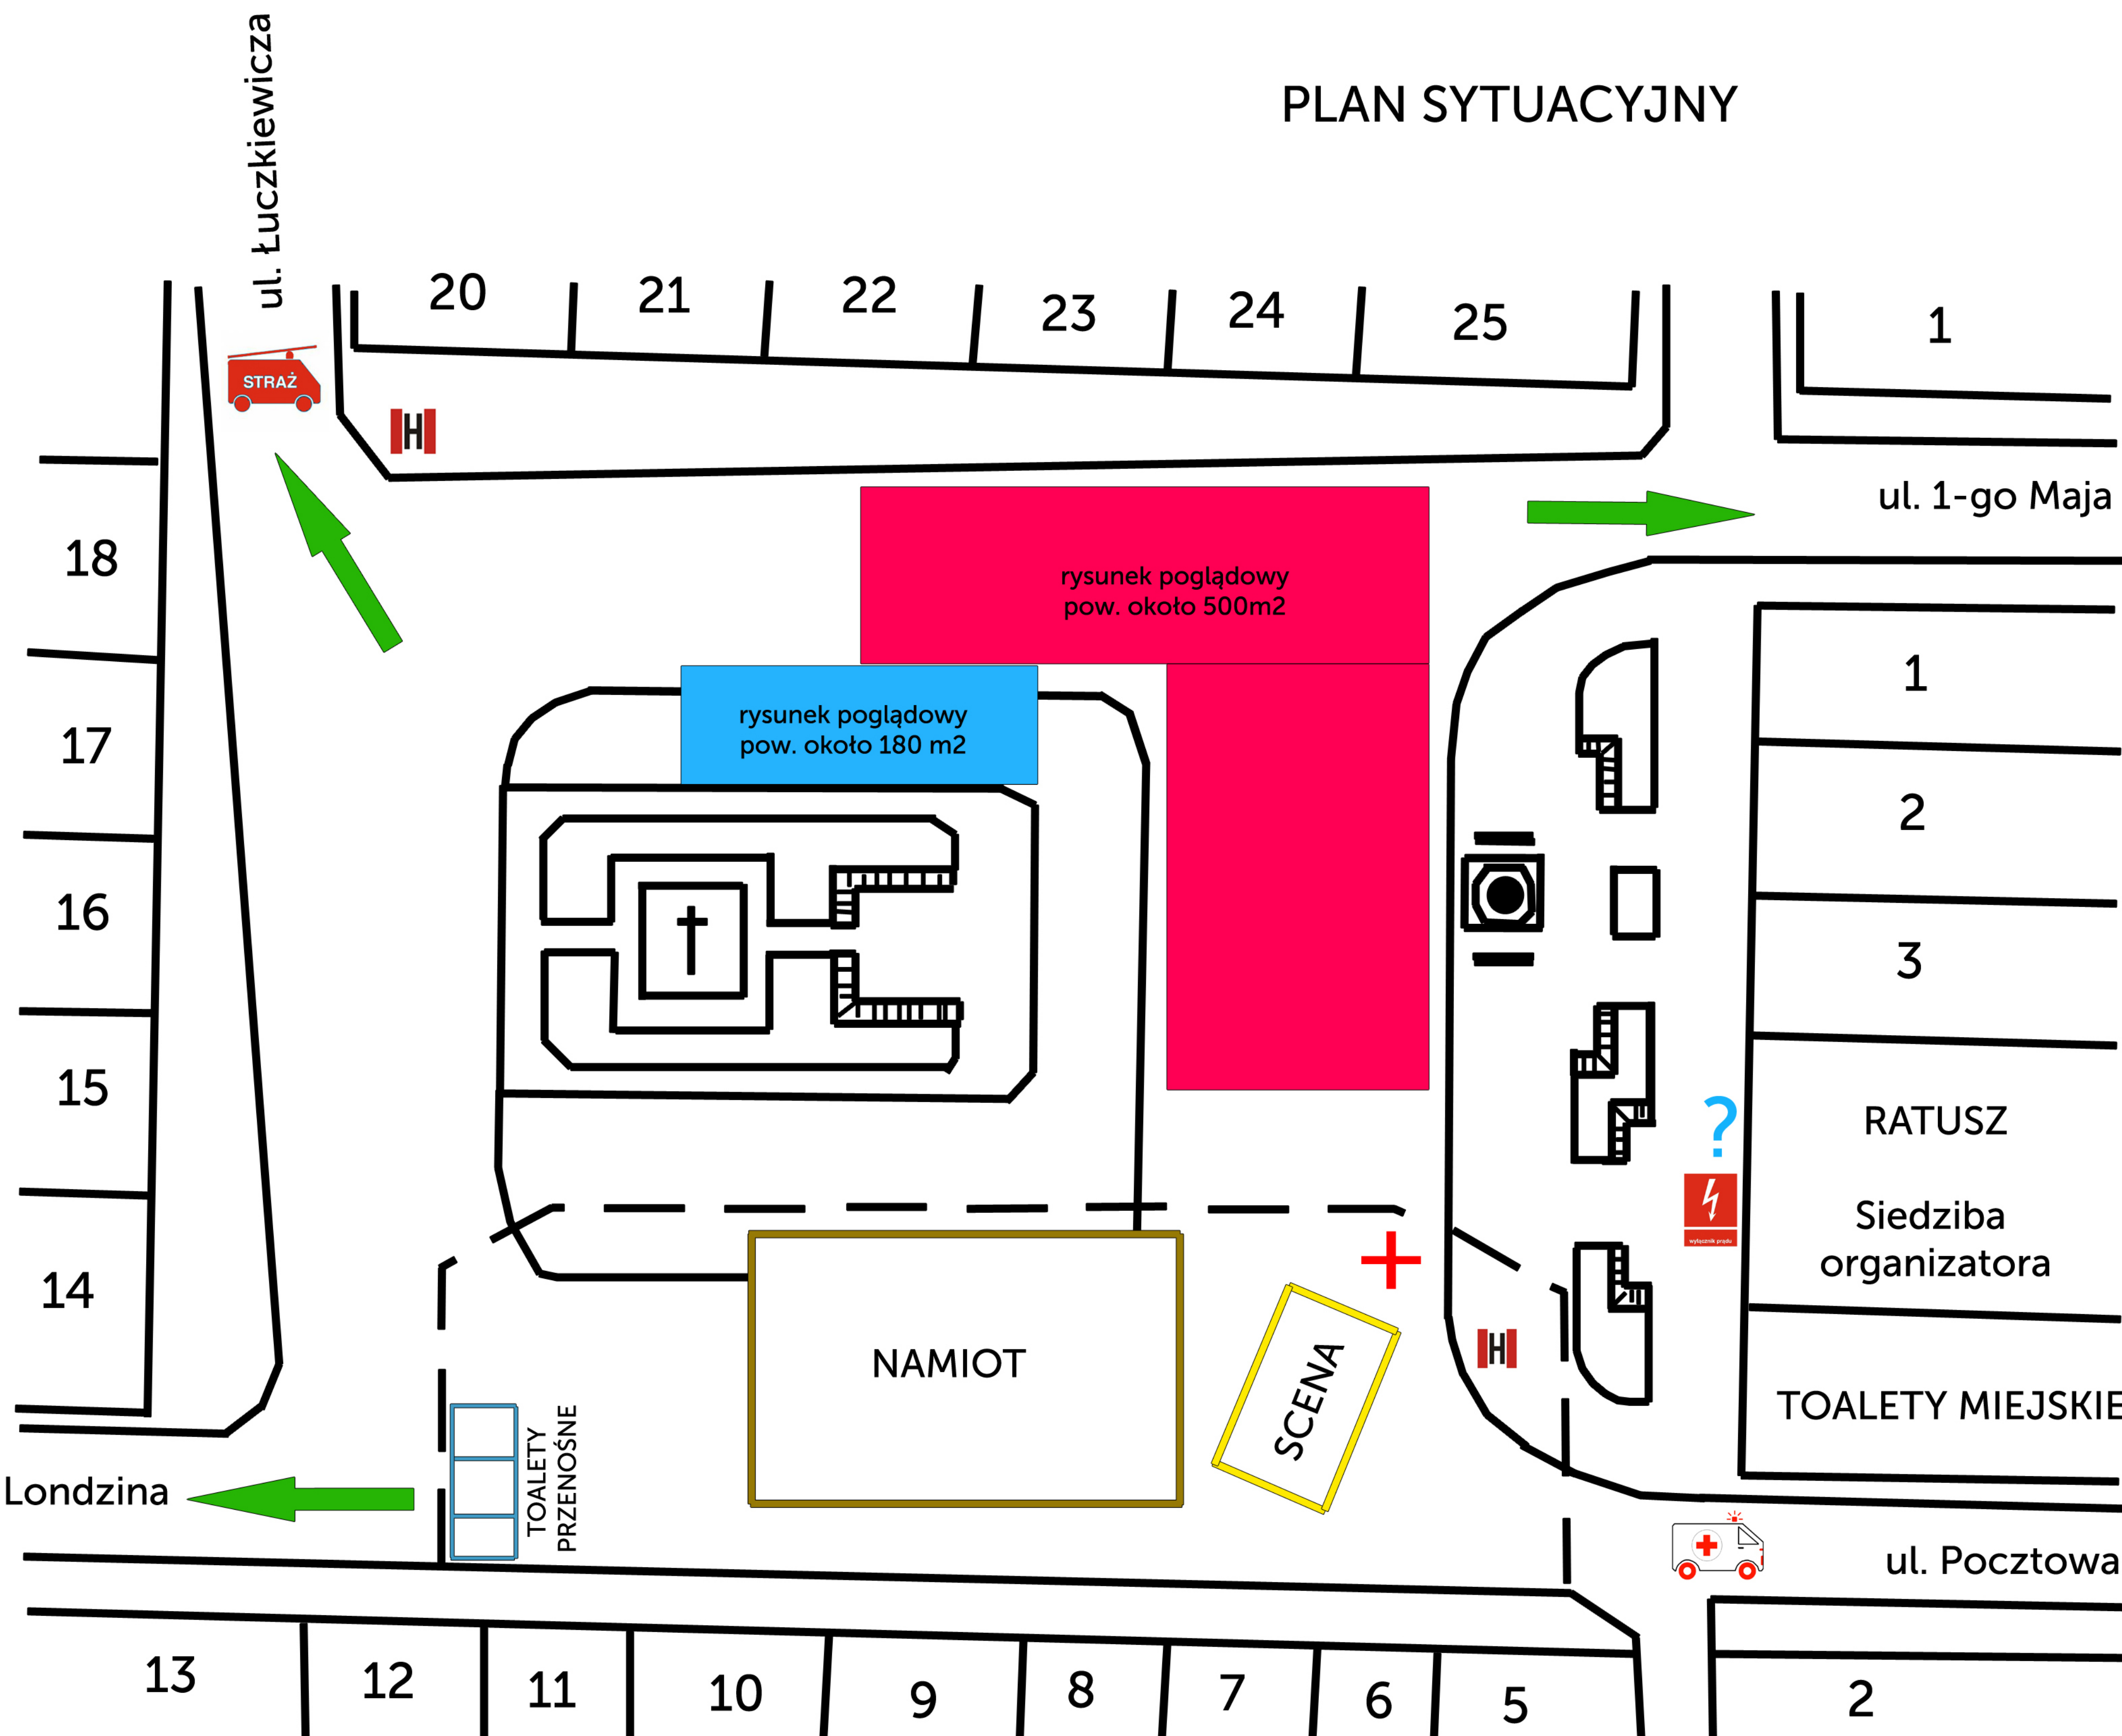 PLAN SYTUACYJNY
ul. Łuczkiewicza
20
21
22
23
24
25
1
STRAŻ
H
ul. 1-go Maja
rysunek poglądowy
pow. około 500m2
18
17
16
15
14
rysunek poglądowy
pow. około 180 m2
1
2
3
RATUSZ
?
Siedziba
organizatora
wyłącznik prądu
NAMIOT
SCENA
H
TOALETY MIEJSKIE
TOALETY
PRZENOŚNE
Londzina
ul. Pocztowa
13
12
11
10
9
8
7
6
5
2